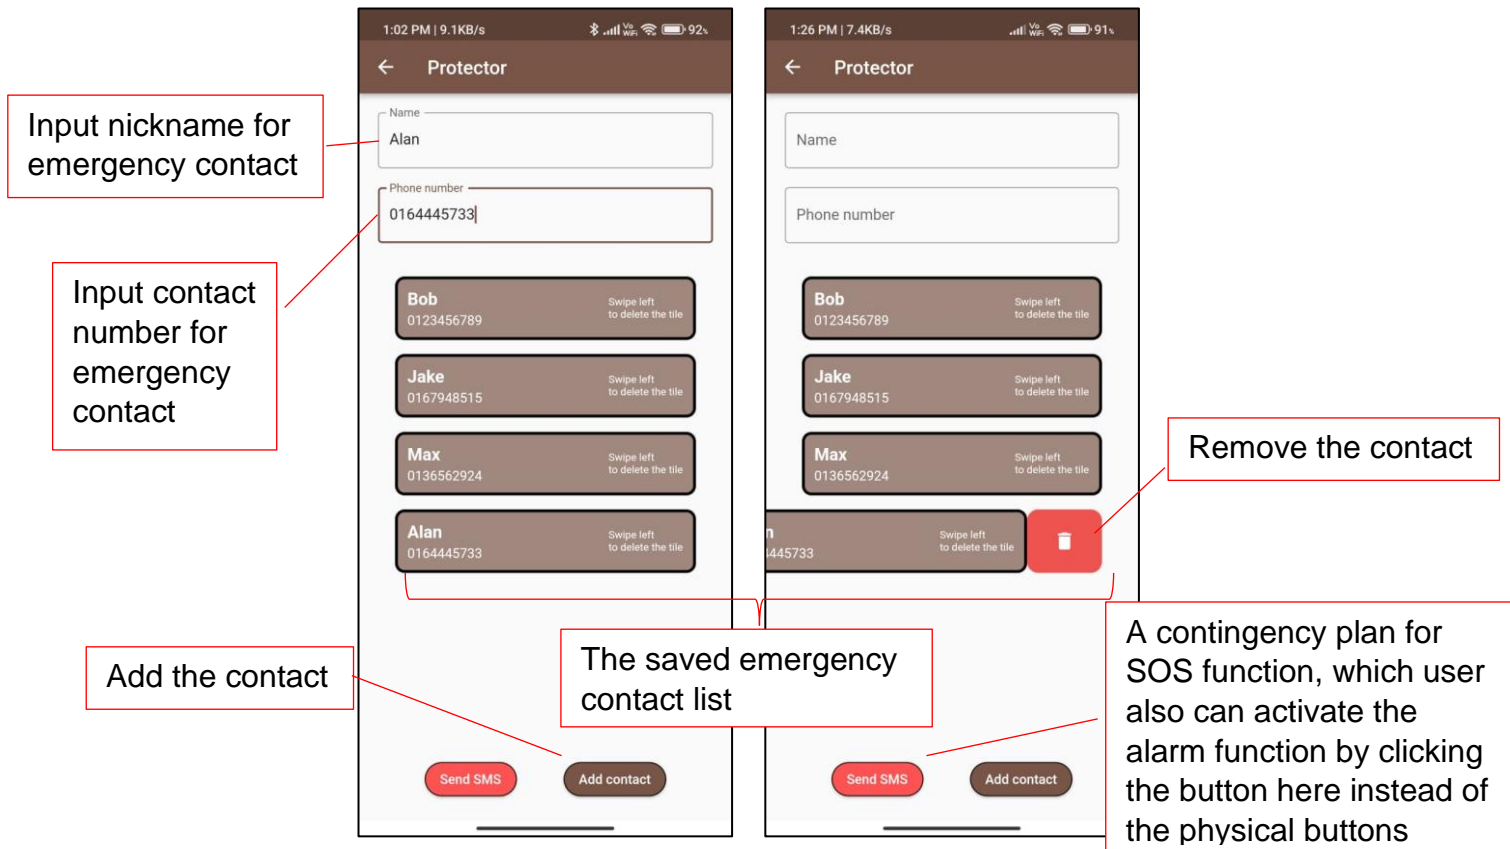 1:02 PM | 9.1KB/s
Vo
WiFi
92%
Protector
Name
Alan
Phone number
0164445733
Bob
0123456789
Swipe left
to delete the tile
Jake
0167948515
Swipe left
to delete the tile
Max
0136562924
Swipe left
to delete the tile
Alan
0164445733
Swipe left
to delete the tile
Send SMS
Add contact
1:26 PM | 7.4KB/s
Vo
WiFi
91%
Protector
Name
Phone number
Bob
0123456789
Swipe left
to delete the tile
Jake
0167948515
Swipe left
to delete the tile
Max
0136562924
Swipe left
to delete the tile
n
4445733
Swipe left
to delete the tile
Send SMS
Add contact
Input nickname for
emergency contact
Input contact
number for
emergency
contact
Add the contact
The saved emergency
contact list
Remove the contact
A contingency plan for
SOS function, which user
also can activate the
alarm function by clicking
the button here instead of
the physical buttons